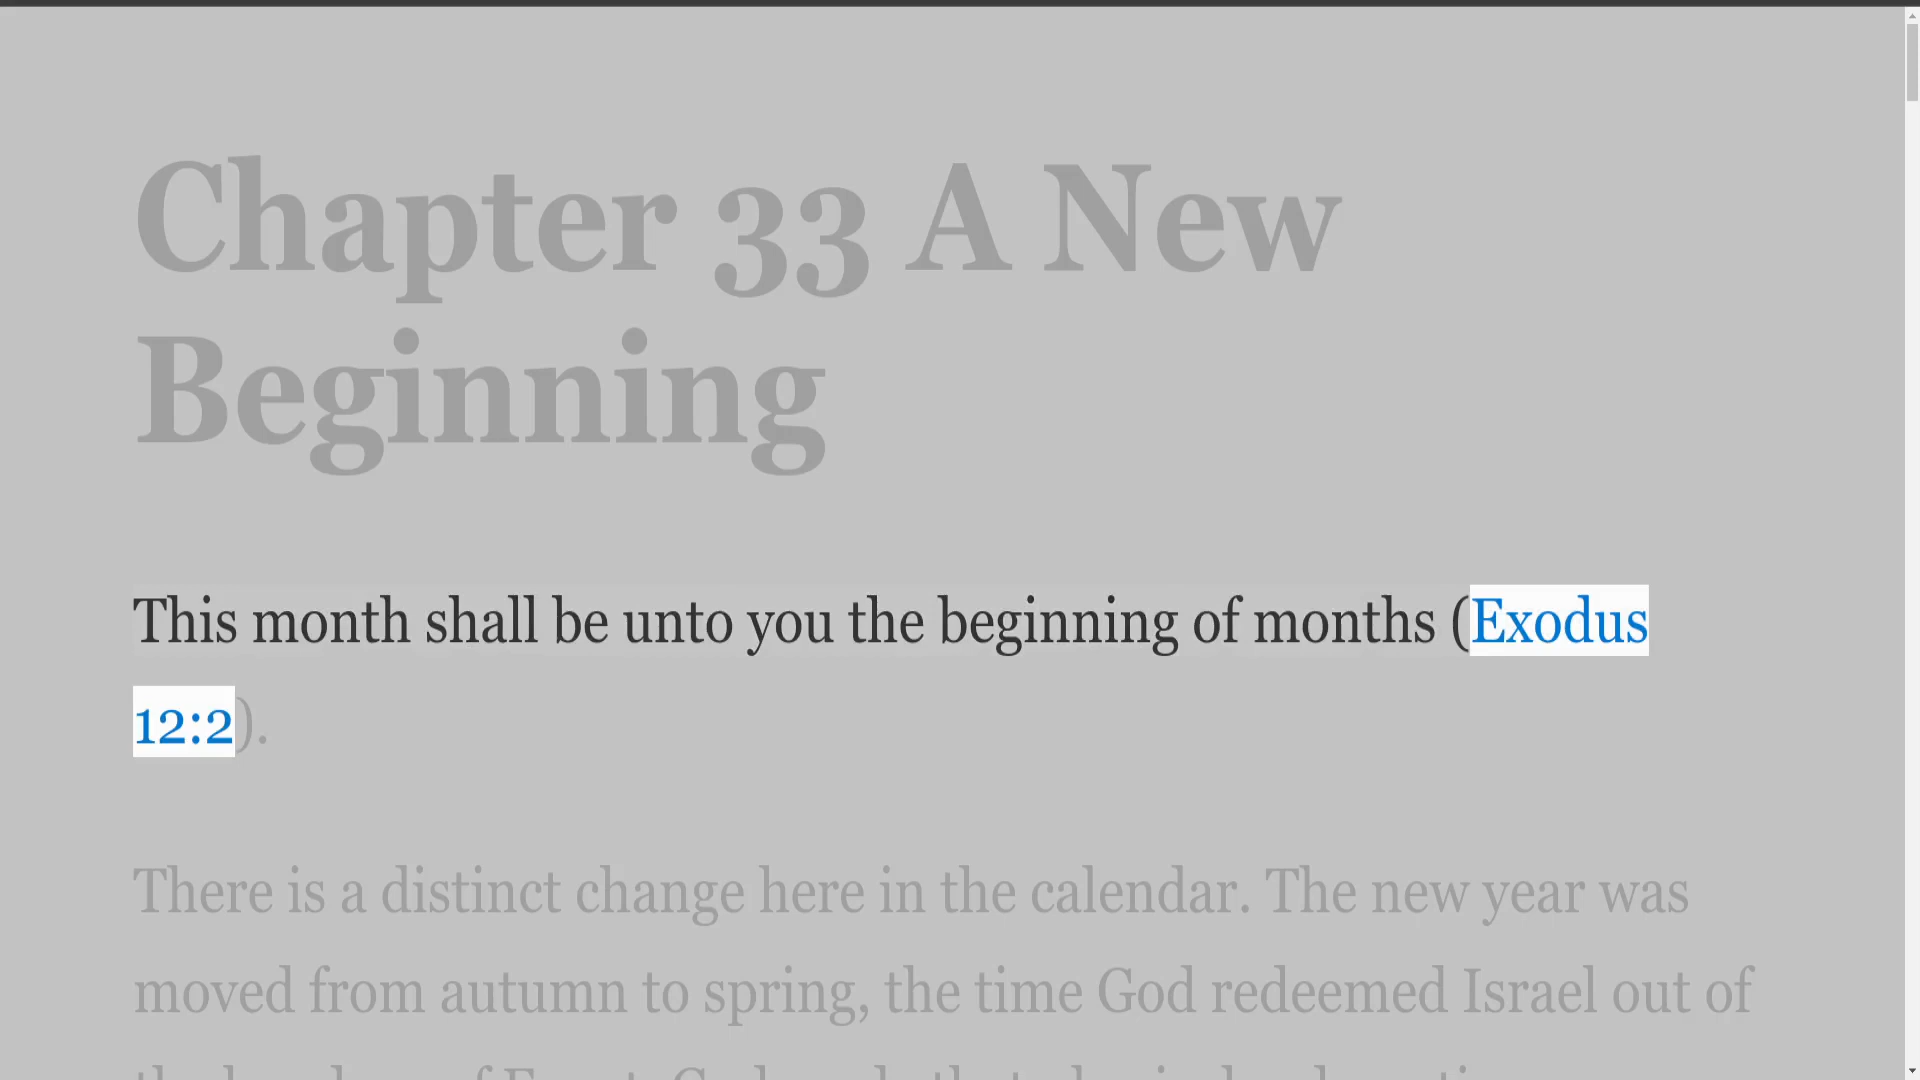 Chapter 33 A New
Beginning
This month shall be unto you the beginning of months (Exodus
12:2).
There is a distinct change here in the calendar. The new year was
moved from autumn to spring, the time God redeemed Israel out of